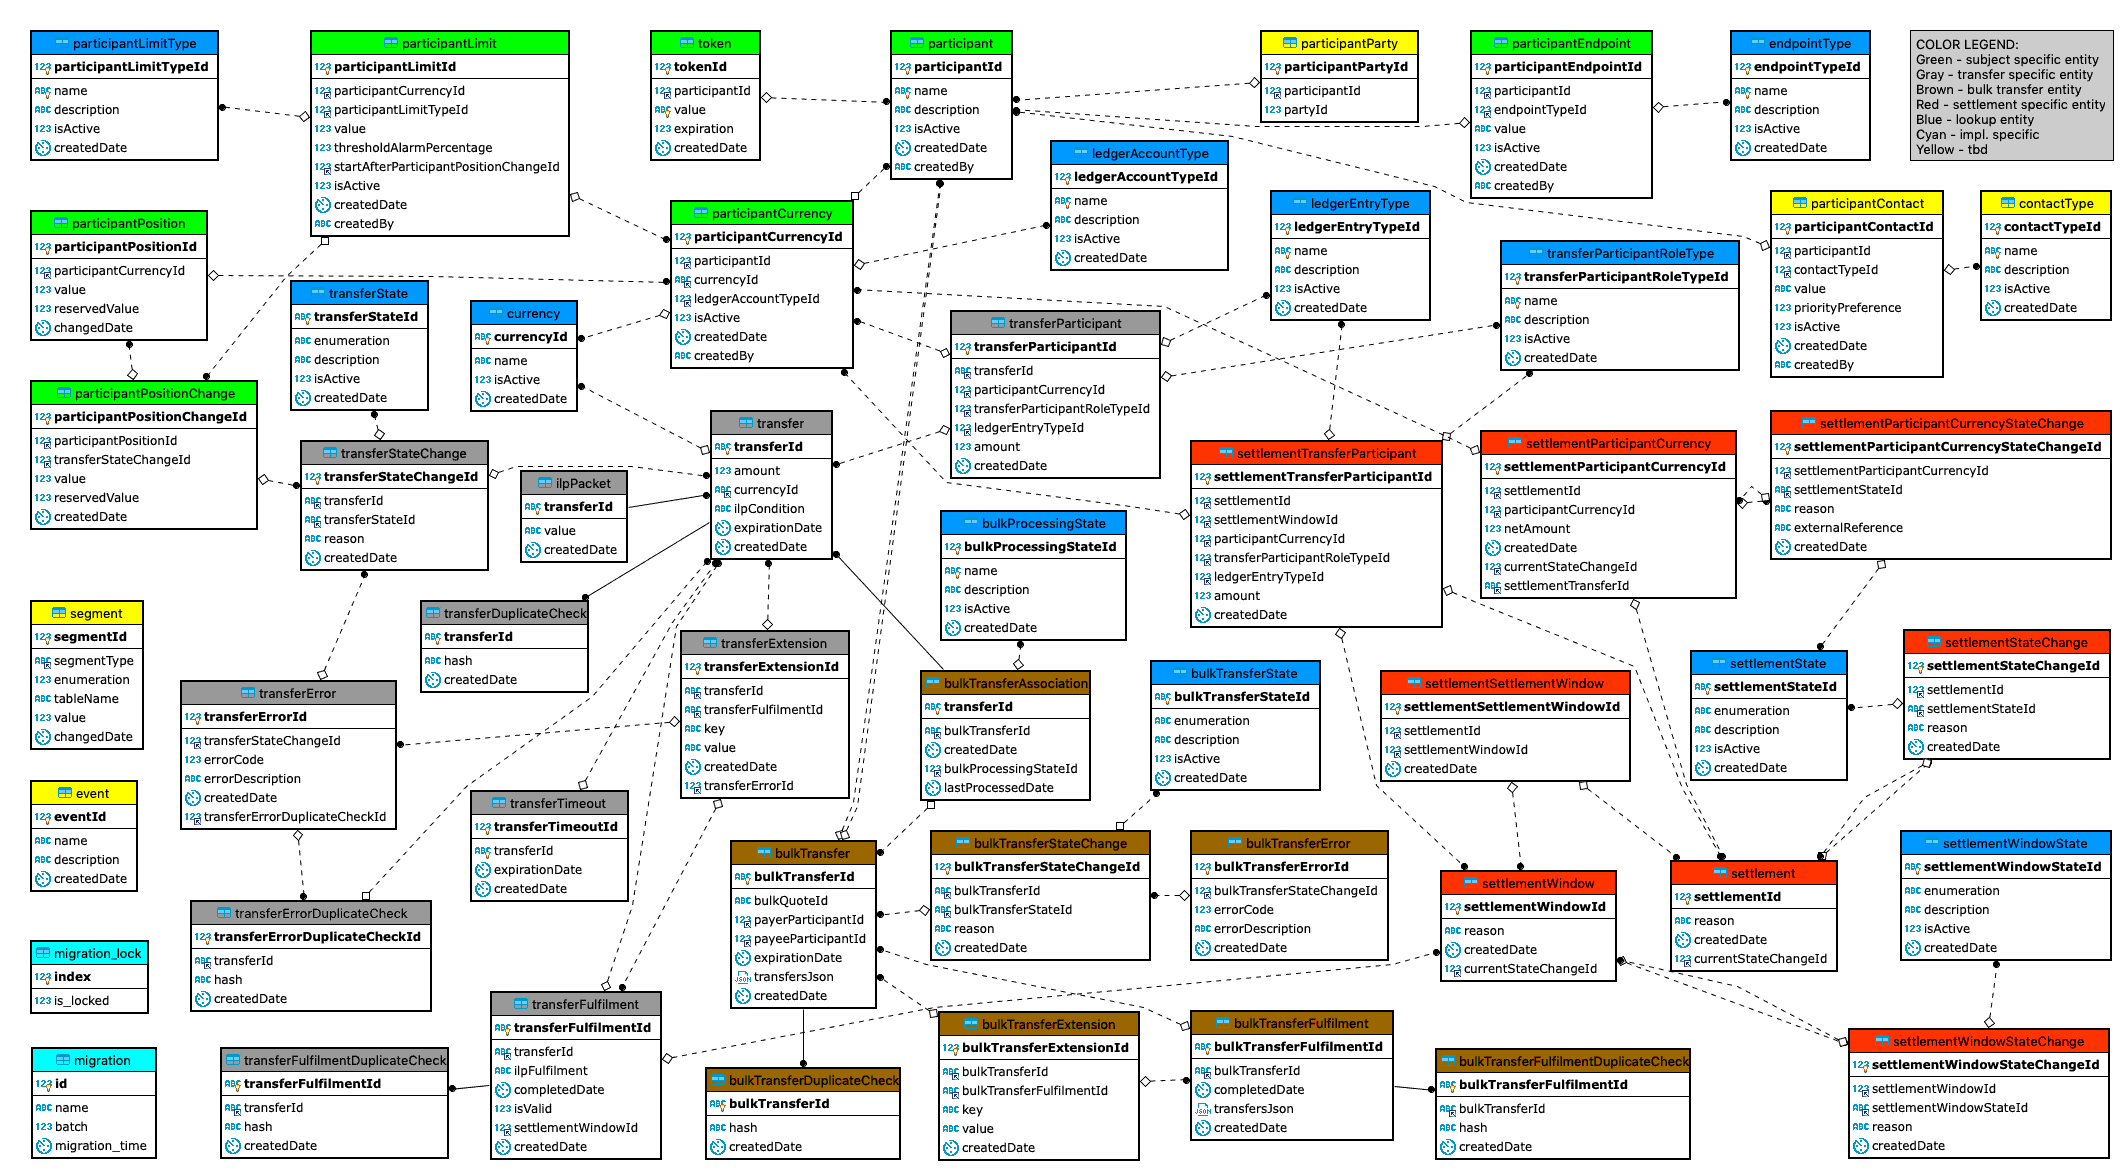 participantLimitType
participantLimitTypeId
name
description
isActive
createdDate
participantLimit
participantLimitId
participantCurrencyId
participantLimitTypeId
value
thresholdAlarmPercentage
startAfterParticipantPositionChangeId
isActive
createdDate
createdBy
token
tokenId
participantId
value
expiration
createdDate
participant
participantId
name
description
isActive
createdDate
createdBy
participantParty
participantPartyId
participantId
partyId
participantEndpoint
participantEndpointId
participantId
endpointTypeId
value
isActive
createdDate
createdBy
endpointType
endpointTypeId
name
description
isActive
createdDate
COLOR LEGEND:
Green - subject specific entity
Gray - transfer specific entity
Brown - bulk transfer entity
Red - settlement specific entity
Blue - lookup entity
Cyan - impl. specific
Yellow - tbd
ledgerAccountType
ledgerAccountTypeId
name
description
isActive
createdDate
participantPosition
participantPositionId
participantCurrencyId
value
reservedValue
changedDate
participantCurrency
participantCurrencyId
participantId
currencyId
ledgerAccountTypeId
isActive
createdDate
createdBy
ledgerEntryType
ledgerEntryTypeId
name
description
isActive
createdDate
participantContact
participantContactId
participantId
contactTypeId
value
priorityPreference
isActive
createdDate
createdBy
contactType
contactTypeId
name
description
isActive
createdDate
transferParticipantRoleType
transferParticipantRoleTypeId
name
description
isActive
createdDate
transferState
transferStateId
enumeration
description
isActive
createdDate
currency
currencyId
name
isActive
createdDate
transferParticipant
transferParticipantId
transferId
participantCurrencyId
transferParticipantRoleTypeId
ledgerEntryTypeId
amount
createdDate
participantPositionChange
participantPositionChangeId
participantPositionId
transferStateChangeId
value
reservedValue
createdDate
transferStateChange
transferStateChangeId
transferId
transferStateId
reason
createdDate
transfer
transferId
amount
currencyId
ilpCondition
expirationDate
createdDate
ilpPacket
transferId
value
createdDate
settlementTransferParticipant
settlementTransferParticipantId
settlementId
settlementWindowId
participantCurrencyId
transferParticipantRoleTypeId
ledgerEntryTypeId
amount
createdDate
settlementParticipantCurrency
settlementParticipantCurrencyId
settlementId
participantCurrencyId
netAmount
createdDate
currentStateChangeId
settlementTransferId
settlementParticipantCurrencyStateChange
settlementParticipantCurrencyStateChangeId
settlementParticipantCurrencyId
settlementStateId
reason
externalReference
createdDate
bulkProcessingState
bulkProcessingStateId
name
description
isActive
createdDate
segment
segmentId
segmentType
enumeration
tableName
value
changedDate
transferDuplicateCheck
transferId
hash
createdDate
transferExtension
transferExtensionId
transferId
transferFulfilmentId
key
value
createdDate
transferErrorId
transferError
transferErrorId
transferStateChangeId
errorCode
errorDescription
createdDate
transferErrorDuplicateCheckId
bulkTransferAssociation
transferId
bulkTransferId
createdDate
bulkProcessingStateId
lastProcessedDate
bulkTransferState
bulkTransferStateId
enumeration
description
isActive
createdDate
settlementSettlementWindow
settlementSettlementWindowId
settlementId
settlementWindowId
createdDate
settlementState
settlementStateId
enumeration
description
isActive
createdDate
settlementStateChange
settlementStateChangeId
settlementId
settlementStateId
reason
createdDate
event
eventId
name
description
createdDate
transferTimeout
transferTimeoutId
transferId
expirationDate
createdDate
bulkTransfer
bulkTransferId
bulkQuoteId
payerParticipantId
payeeParticipantId
expirationDate
transfersJson
createdDate
bulkTransferStateChange
bulkTransferStateChangeId
bulkTransferId
bulkTransferStateId
reason
createdDate
bulkTransferError
bulkTransferErrorId
bulkTransferStateChangeId
errorCode
errorDescription
createdDate
settlementWindow
settlementWindowId
reason
createdDate
currentStateChangeId
settlement
settlementId
reason
createdDate
currentStateChangeId
settlementWindowState
settlementWindowStateId
enumeration
description
isActive
createdDate
transferErrorDuplicateCheck
transferErrorDuplicateCheckId
transferId
hash
createdDate
migration_lock
index
is_locked
transferFulfilment
transferFulfilmentId
transferId
ilpFulfilment
completedDate
isValid
settlementWindowId
createdDate
bulkTransferExtension
bulkTransferExtensionId
bulkTransferId
bulkTransferFulfilmentId
key
value
createdDate
bulkTransferFulfilment
bulkTransferFulfilmentId
bulkTransferId
completedDate
transfersJson
createdDate
settlementWindowStateChange
settlementWindowStateChangeId
settlementWindowId
settlementWindowStateId
reason
createdDate
migration
id
name
batch
migration_time
transferFulfilmentDuplicateCheck
transferFulfilmentId
transferId
hash
createdDate
bulkTransferDuplicateCheck
bulkTransferId
hash
createdDate
bulkTransferFulfilmentDuplicateCheck
bulkTransferFulfilmentId
bulkTransferId
hash
createdDate